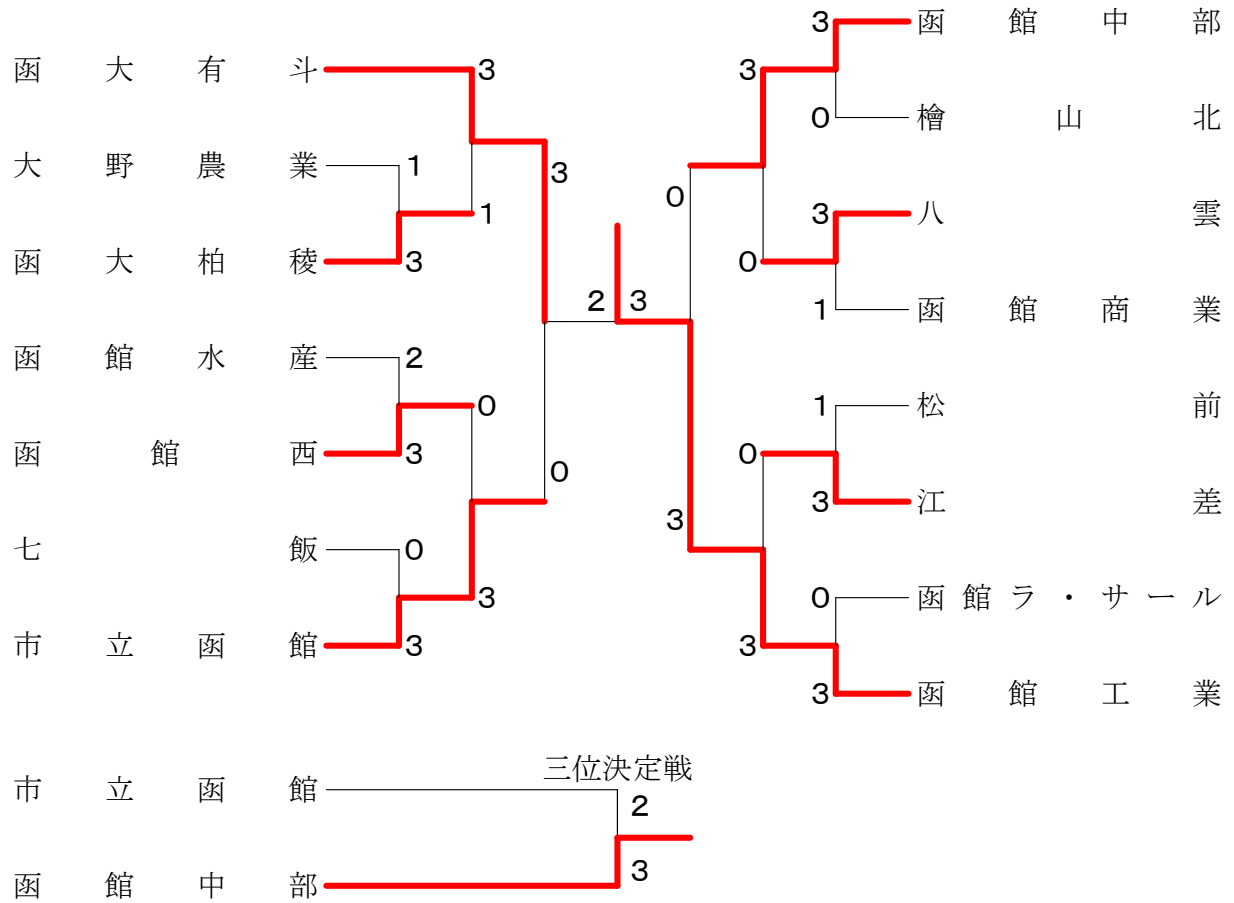 函大有斗
3
大野農業
1
3
1
函大柏稜
3
函館水産
2
0
函館西
3
0
七飯
0
3
市立函館
3
2
3
3
函館中部
3
0
檜山北
0
3
八雲
0
1
函館商業
1
松前
0
3
江差
3
0
函館ラ・サール
3
3
函館工業
三位決定戦
市立函館
2
函館中部
3